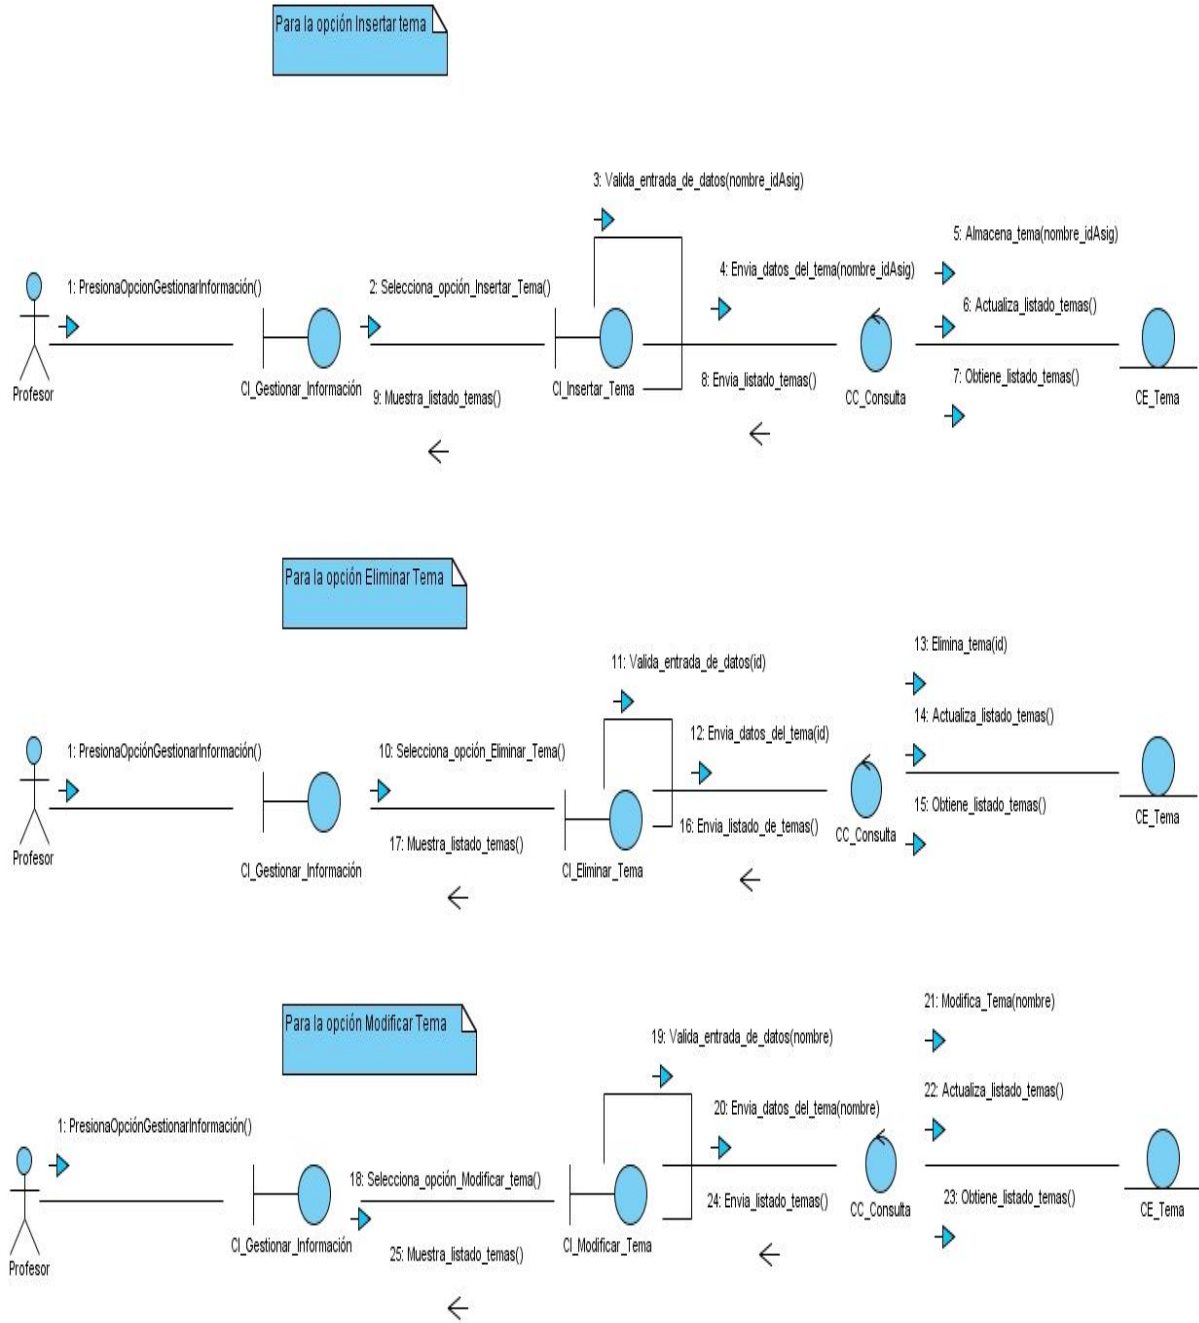 Para la opción Insertar tema
3: Valida_entrada_de_datos(nombre_idAsig)
5: Almacena_tema(nombre_idAsig)
1: PresionaOpcionGestionarInformación()
2: Selecciona_opción_Insertar_Tema()
4: Envia_datos_del_tema(nombre_idAsig)
6: Actualiza_listado_temas()
Profesor
CI_Gestionar_Información
9: Muestra_listado_temas()
CI_Insertar_Tema
8: Envia_listado_temas()
CC_Consulta
7: Obtiene_listado_temas()
CE_Tema
Para la opción Eliminar Tema
11: Valida_entrada_de_datos(id)
13: Elimina_tema(id)
1: PresionaOpciónGestionarInformación()
10: Selecciona_opción_Eliminar_Tema()
12: Envia_datos_del_tema(id)
14: Actualiza_listado_temas()
Profesor
CI_Gestionar_Información
17: Muestra_listado_temas()
CI_Eliminar_Tema
16: Envia_listado_de_temas()
CC_Consulta
15: Obtiene_listado_temas()
CE_Tema
Para la opción Modificar Tema
19: Valida_entrada_de_datos(nombre)
21: Modifica_Tema(nombre)
1: PresionaOpciónGestionarInformación()
18: Selecciona_opción_Modificar_tema()
20: Envia_datos_del_tema(nombre)
22: Actualiza_listado_temas()
Profesor
CI_Gestionar_Información
25: Muestra_listado_temas()
CI_Modificar_Tema
24: Envia_listado_temas()
CC_Consulta
23: Obtiene_listado_temas()
CE_Tema